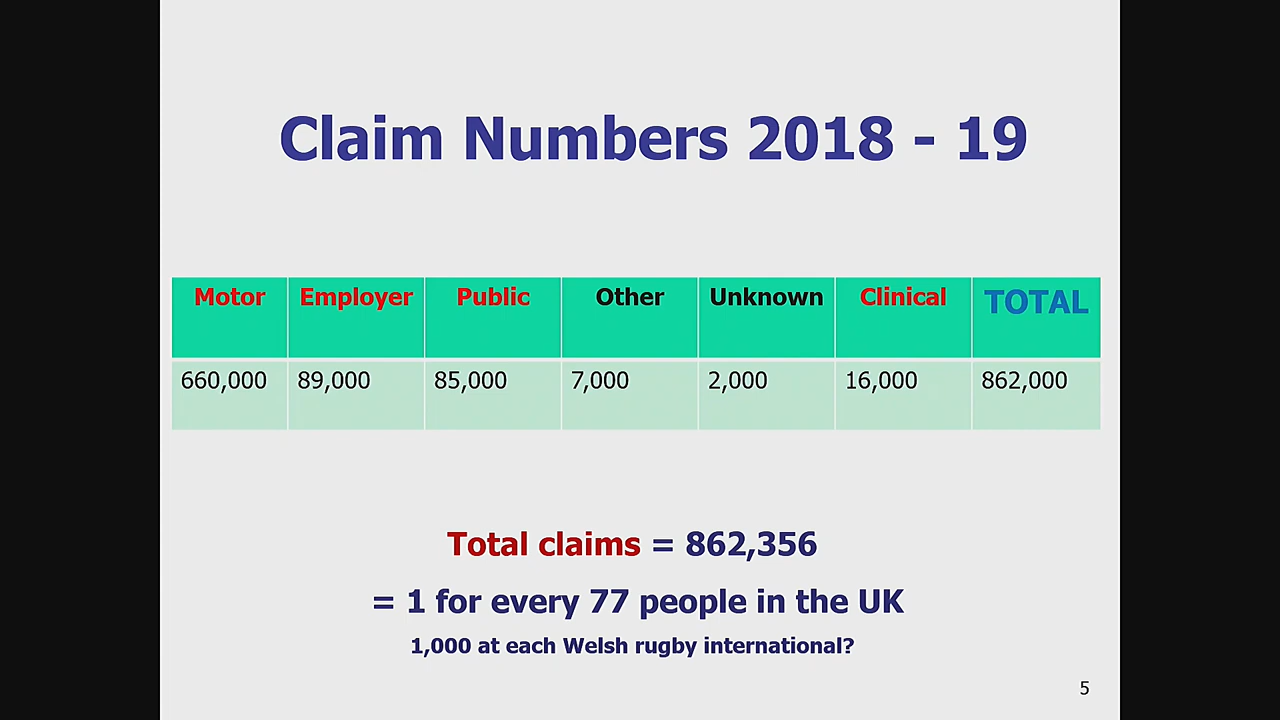 Claim Numbers 2018 - 19
Motor Employer Public Other Unknown Clinical TOTAL
660,000 89,000 85,000 7,000 2,000 16,000 862,000
Total claims = 862,356
= 1 for every 77 people in the UK
1,000 at each Welsh rugby international?
5